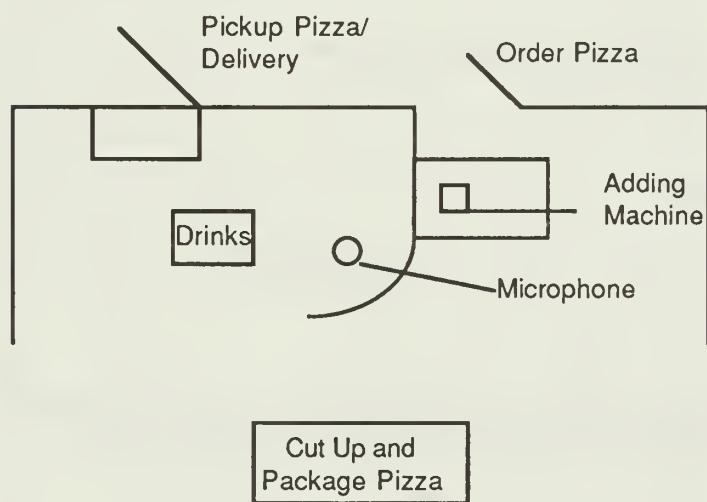 Pickup Pizza/
Delivery
Order Pizza
Adding
Machine
Drinks
Microphone
Cut Up and
Package Pizza